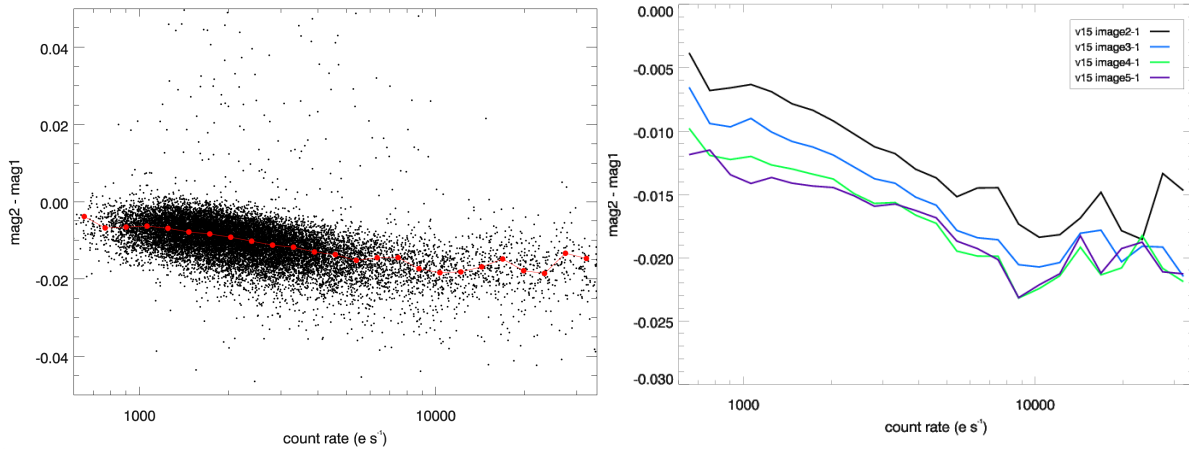 0.04
0.02
0.00
-0.02
-0.04
mag2 - mag1
1000
10000
count rate (e s⁻¹)
0.000
-0.005
-0.010
-0.015
-0.020
-0.025
-0.030
mag2 - mag1
v15 image2-1
v15 image3-1
v15 image4-1
v15 image5-1
1000
10000
count rate (e s⁻¹)